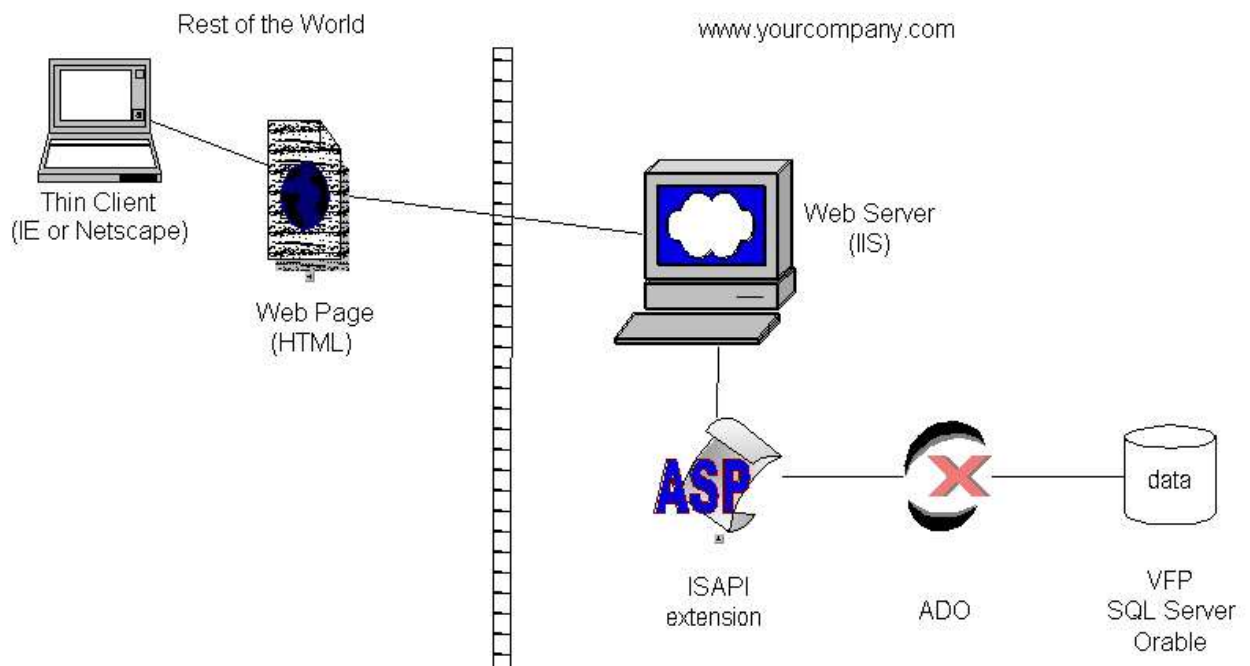 Rest of the World
www.yourcompany.com
Thin Client
(IE or Netscape)
Web Page
(HTML)
Web Server
(IIS)
ASP
ISAPI
extension
X
ADO
data
VFP
SQL Server
Orable